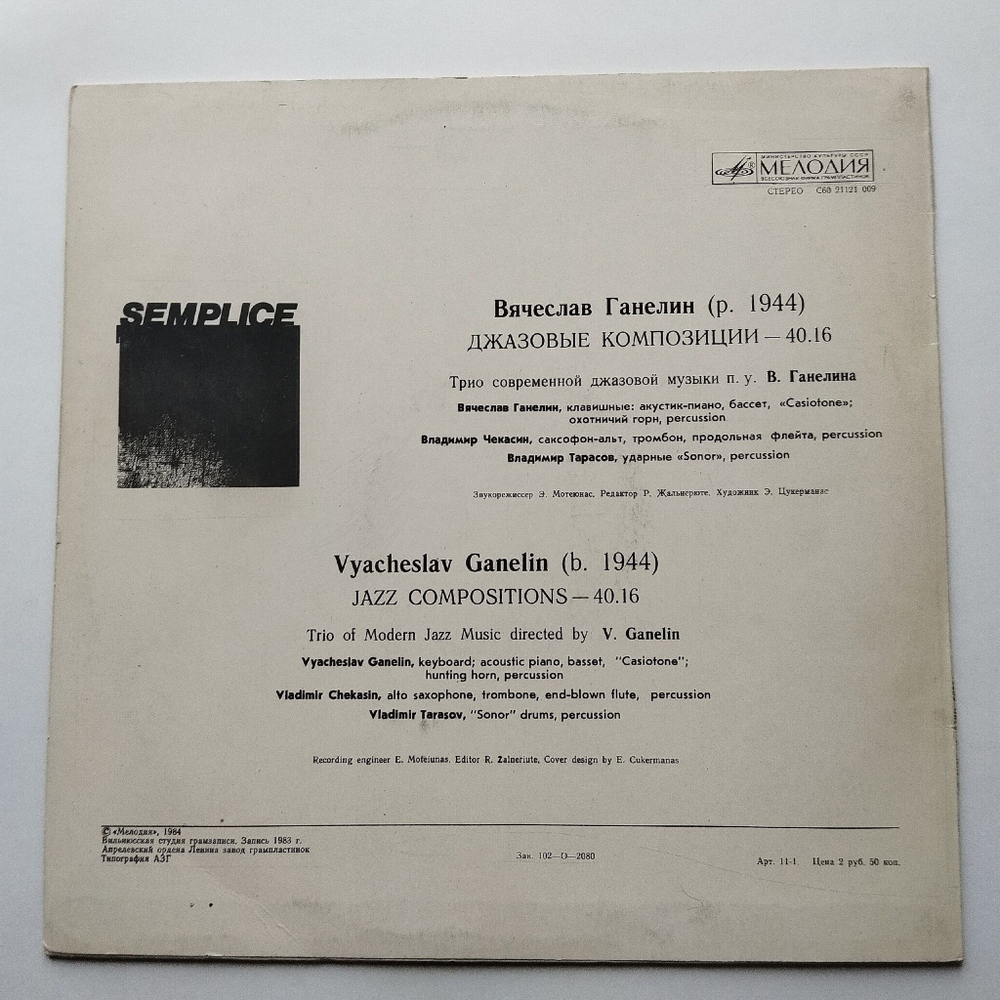 МИНИСТЕРСТВО КУЛЬТУРЫ СССР
МЕЛОДИЯ
ВСЕСОЮЗНАЯ ФИРМА ГРАМПЛАСТИНОК
СТЕРЕО С60 21121 009
SEMPLICE
Вячеслав Ганелин (р. 1944)
ДЖАЗОВЫЕ КОМПОЗИЦИИ — 40.16
Трио современной джазовой музыки п. у. В. Ганелина
Вячеслав Ганелин, клавишные: акустик-пиано, бассет, «Casiotone»;
охотничий горн, percussion
Владимир Чекасин, саксофон-альт, тромбон, продольная флейта, percussion
Владимир Тарасов, ударные «Sonor», percussion
Звукорежиссер Э. Мотеюнас. Редактор Р. Жальнерюте. Художник Э. Цукерманас
Vyacheslav Ganelin (b. 1944)
JAZZ COMPOSITIONS — 40.16
Trio of Modern Jazz Music directed by V. Ganelin
Vyacheslav Ganelin, keyboard; acoustic piano, basset, "Casiotone";
hunting horn, percussion
Vladimir Chekasin, alto saxophone, trombone, end-blown flute, percussion
Vladimir Tarasov, "Sonor" drums, percussion
Recording engineer E. Moteiunas. Editor R. Žalneriute. Cover design by E. Cukermanas
© «Мелодия», 1984
Вильнюсская студия грамзаписи. Запись 1983 г.
Апрелевский ордена Ленина завод грампластинок
Типография АЗГ
Зак. 102—О—2080
Арт. 11-1. Цена 2 руб. 50 коп.